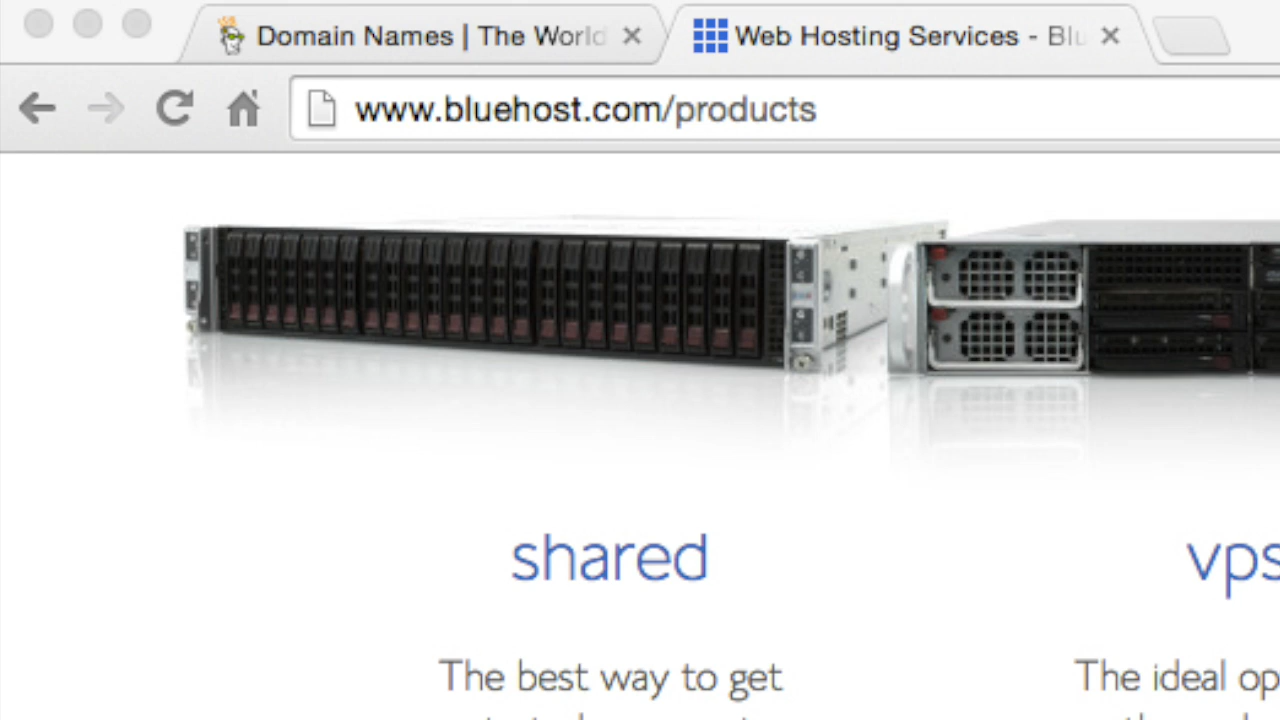 Domain Names | The World
Web Hosting Services - Blu
www.bluehost.com/products
shared
vps
The best way to get
The ideal op